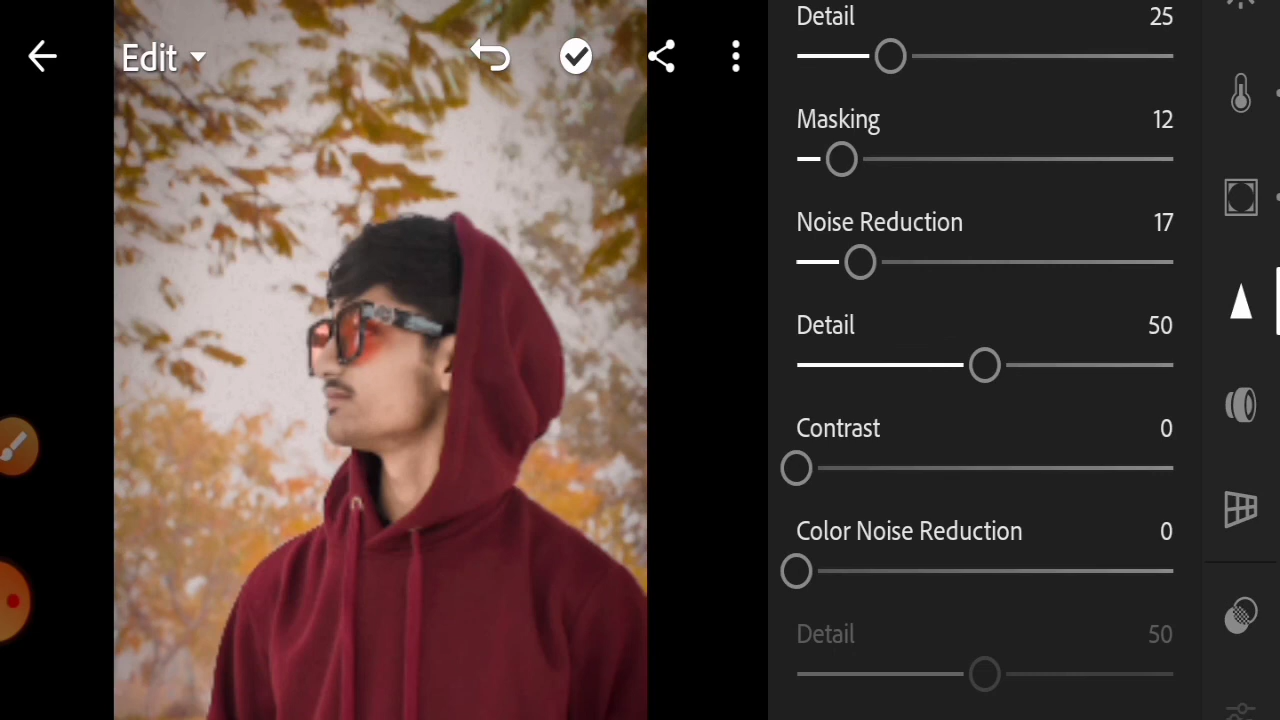 Edit
Detail 25
Masking 12
Noise Reduction 17
Detail 50
Contrast 0
Color Noise Reduction 0
Detail 50